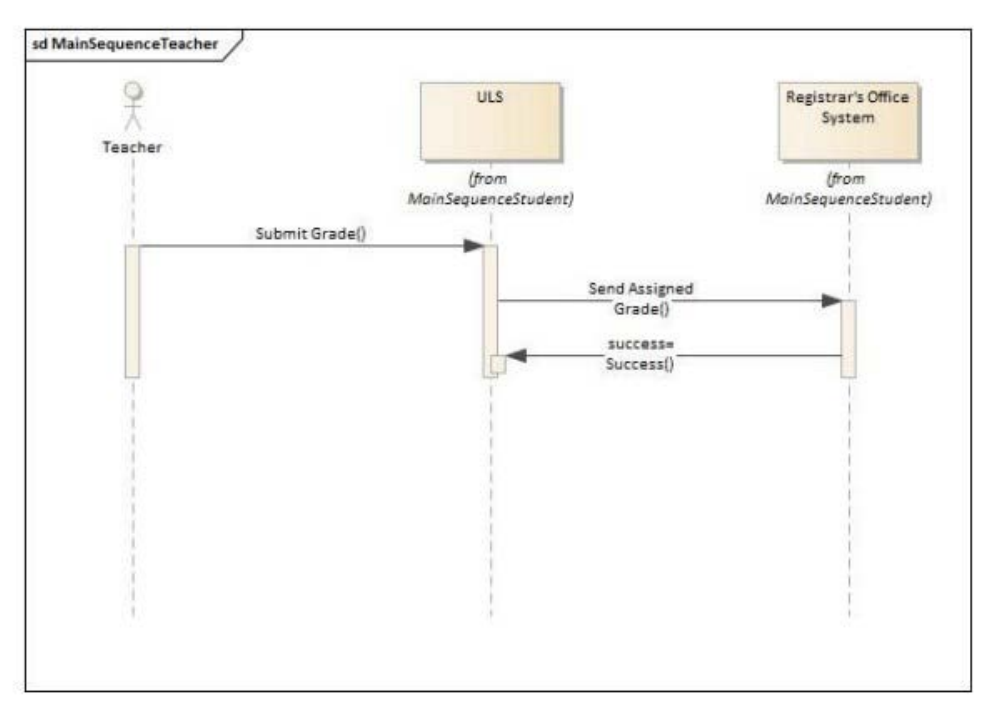 sd MainSequenceTeacher
Teacher
ULS
(from
MainSequenceStudent)
Registrar's Office
System
(from
MainSequenceStudent)
Submit Grade()
Send Assigned
Grade()
success=
Success()